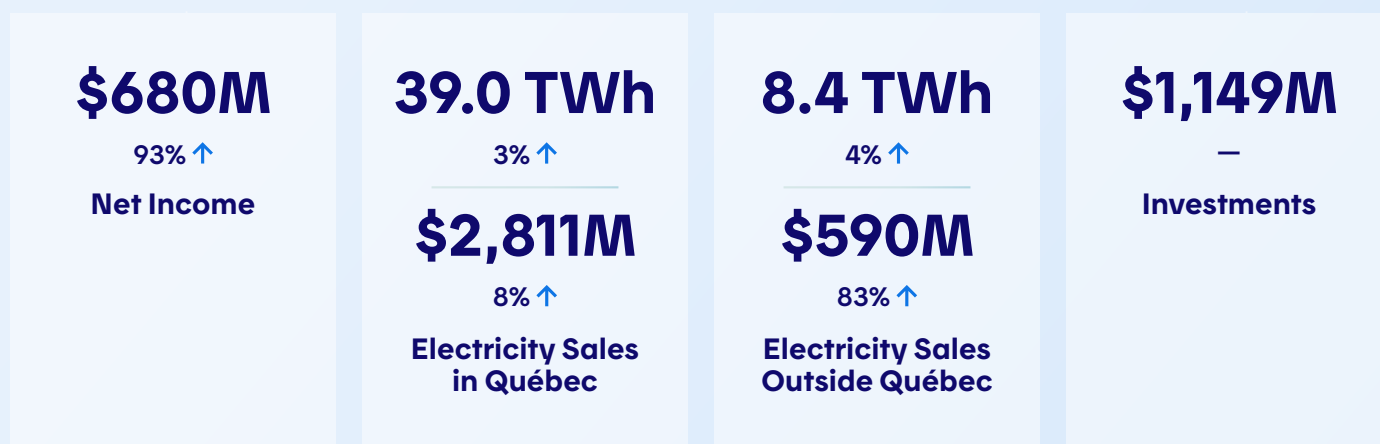 $680M
93% ↑
Net Income
39.0 TWh
3% ↑
$2,811M
8% ↑
Electricity Sales
in Québec
8.4 TWh
4% ↑
$590M
83% ↑
Electricity Sales
Outside Québec
$1,149M
—
Investments